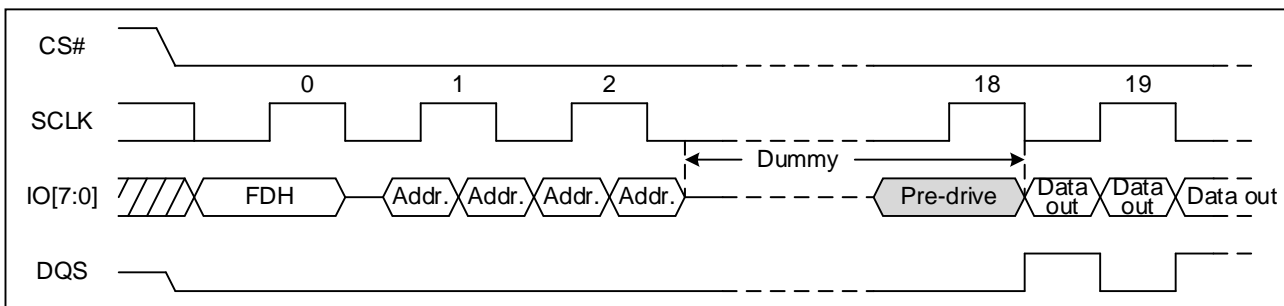 CS#
0 1 2 18 19
SCLK
Dummy
IO[7:0] FDH Addr. Addr. Addr. Addr. Pre-drive Data out Data out Data out
DQS